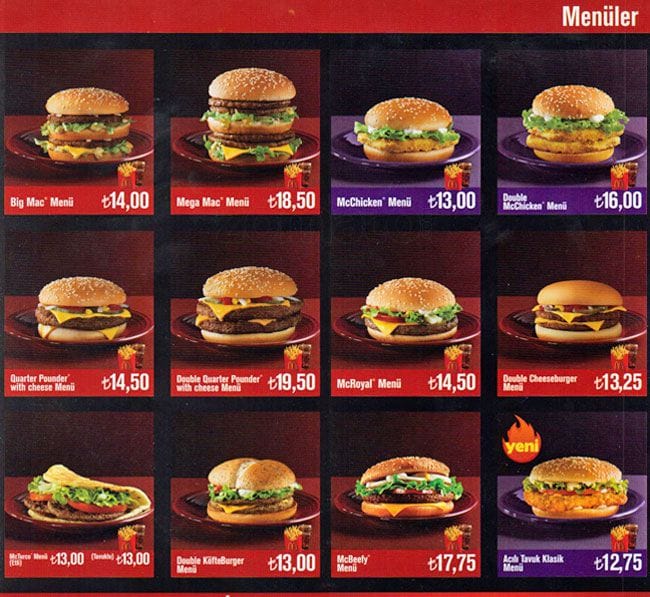 Menüler
Big Mac® Menü ₺14,00
Mega Mac® Menü ₺18,50
McChicken® Menü ₺13,00
Double
McChicken® Menü ₺16,00
Quarter Pounder®
with cheese Menü ₺14,50
Double Quarter Pounder®
with cheese Menü ₺19,50
McRoyal® Menü ₺14,50
Double Cheeseburger
Menü ₺13,25
McTurco® Menü
(Etli) ₺13,00 (Tavuklu) ₺13,00
Double KöfteBurger
Menü ₺13,00
McBeefy®
Menü ₺17,75
yeni
Acılı Tavuk Klasik
Menü ₺12,75